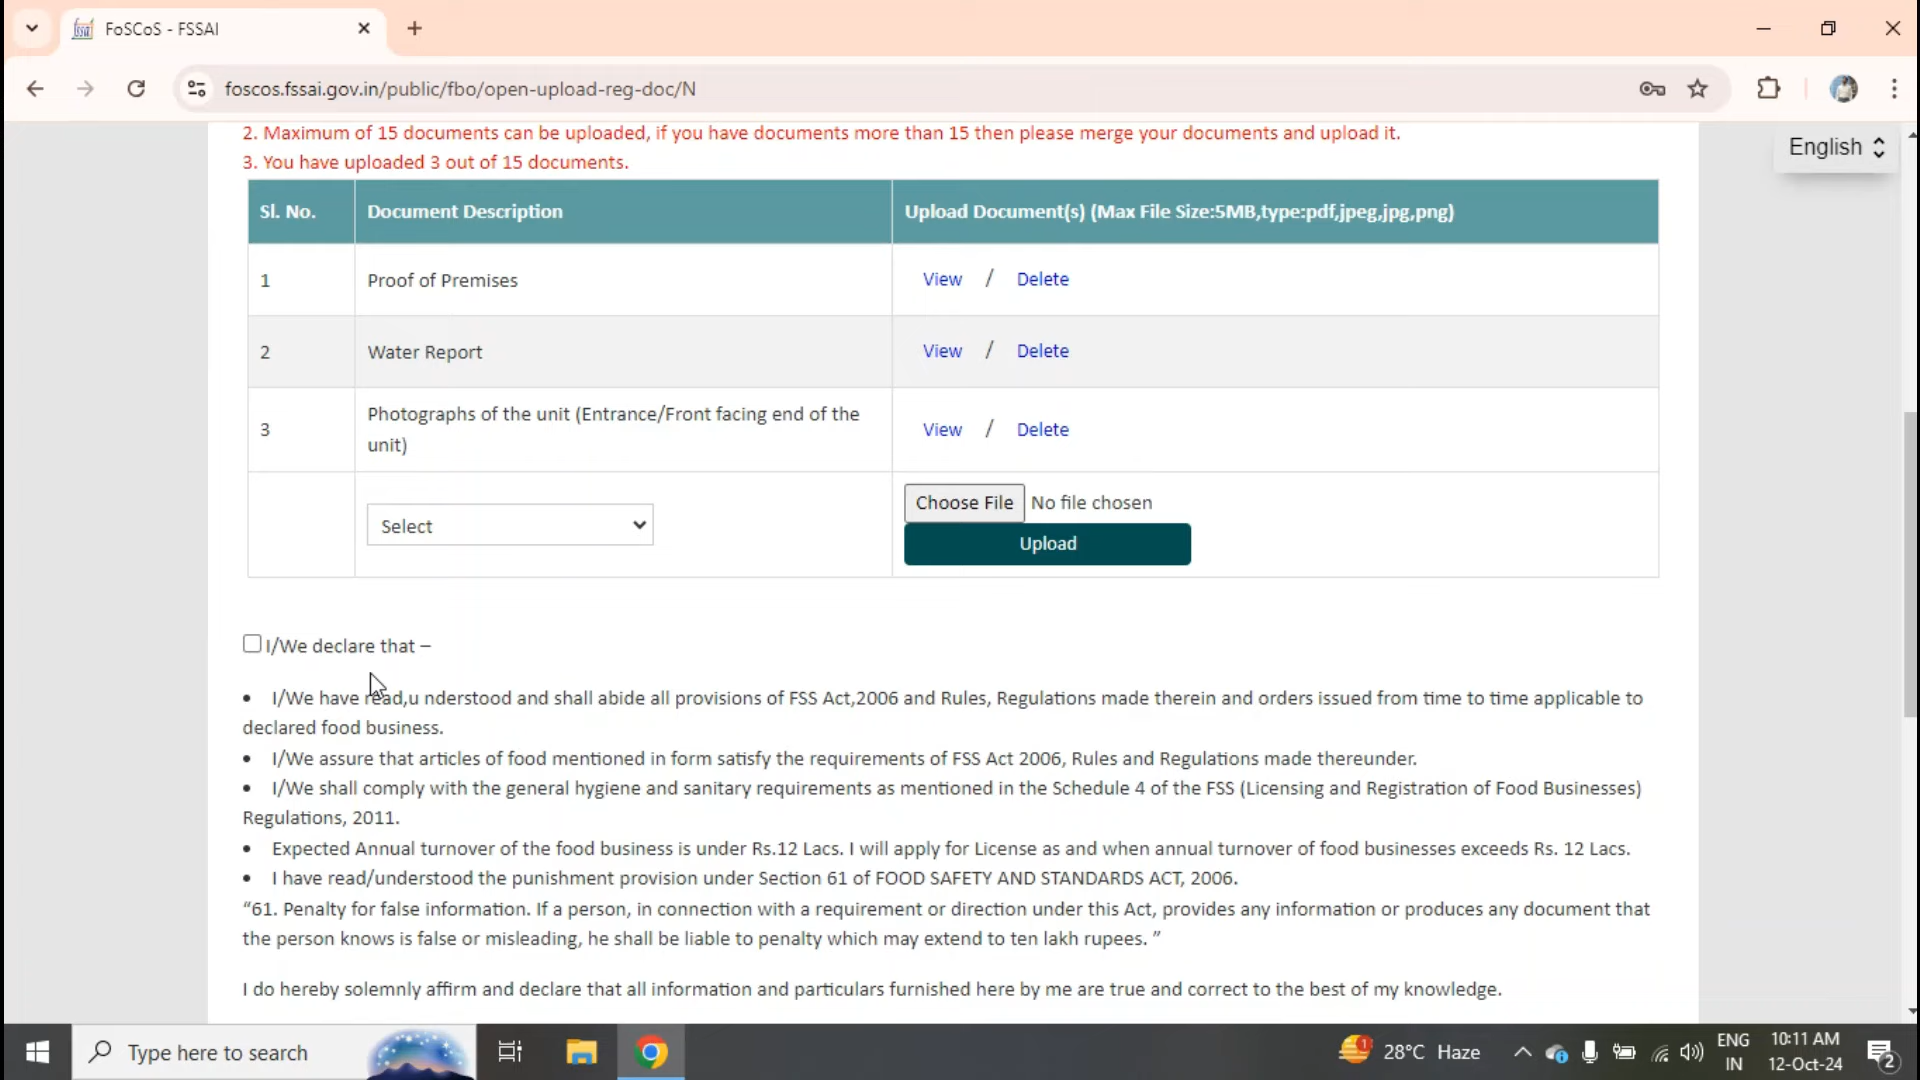 FoSCoS - FSSAI
foscos.fssai.gov.in/public/fbo/open-upload-reg-doc/N
English
2. Maximum of 15 documents can be uploaded, if you have documents more than 15 then please merge your documents and upload it.
3. You have uploaded 3 out of 15 documents.
Sl. No. Document Description Upload Document(s) (Max File Size:5MB,type:pdf,jpeg,jpg,png)
1 Proof of Premises View / Delete
2 Water Report View / Delete
3 Photographs of the unit (Entrance/Front facing end of the
unit) View / Delete
Select Choose File No file chosen
Upload
I/We declare that –
• I/We have read,u nderstood and shall abide all provisions of FSS Act,2006 and Rules, Regulations made therein and orders issued from time to time applicable to
declared food business.
• I/We assure that articles of food mentioned in form satisfy the requirements of FSS Act 2006, Rules and Regulations made thereunder.
• I/We shall comply with the general hygiene and sanitary requirements as mentioned in the Schedule 4 of the FSS (Licensing and Registration of Food Businesses)
Regulations, 2011.
• Expected Annual turnover of the food business is under Rs.12 Lacs. I will apply for License as and when annual turnover of food businesses exceeds Rs. 12 Lacs.
• I have read/understood the punishment provision under Section 61 of FOOD SAFETY AND STANDARDS ACT, 2006.
“61. Penalty for false information. If a person, in connection with a requirement or direction under this Act, provides any information or produces any document that
the person knows is false or misleading, he shall be liable to penalty which may extend to ten lakh rupees. ”
I do hereby solemnly affirm and declare that all information and particulars furnished here by me are true and correct to the best of my knowledge.
Type here to search
1
28°C Haze
ENG
IN
10:11 AM
12-Oct-24
2